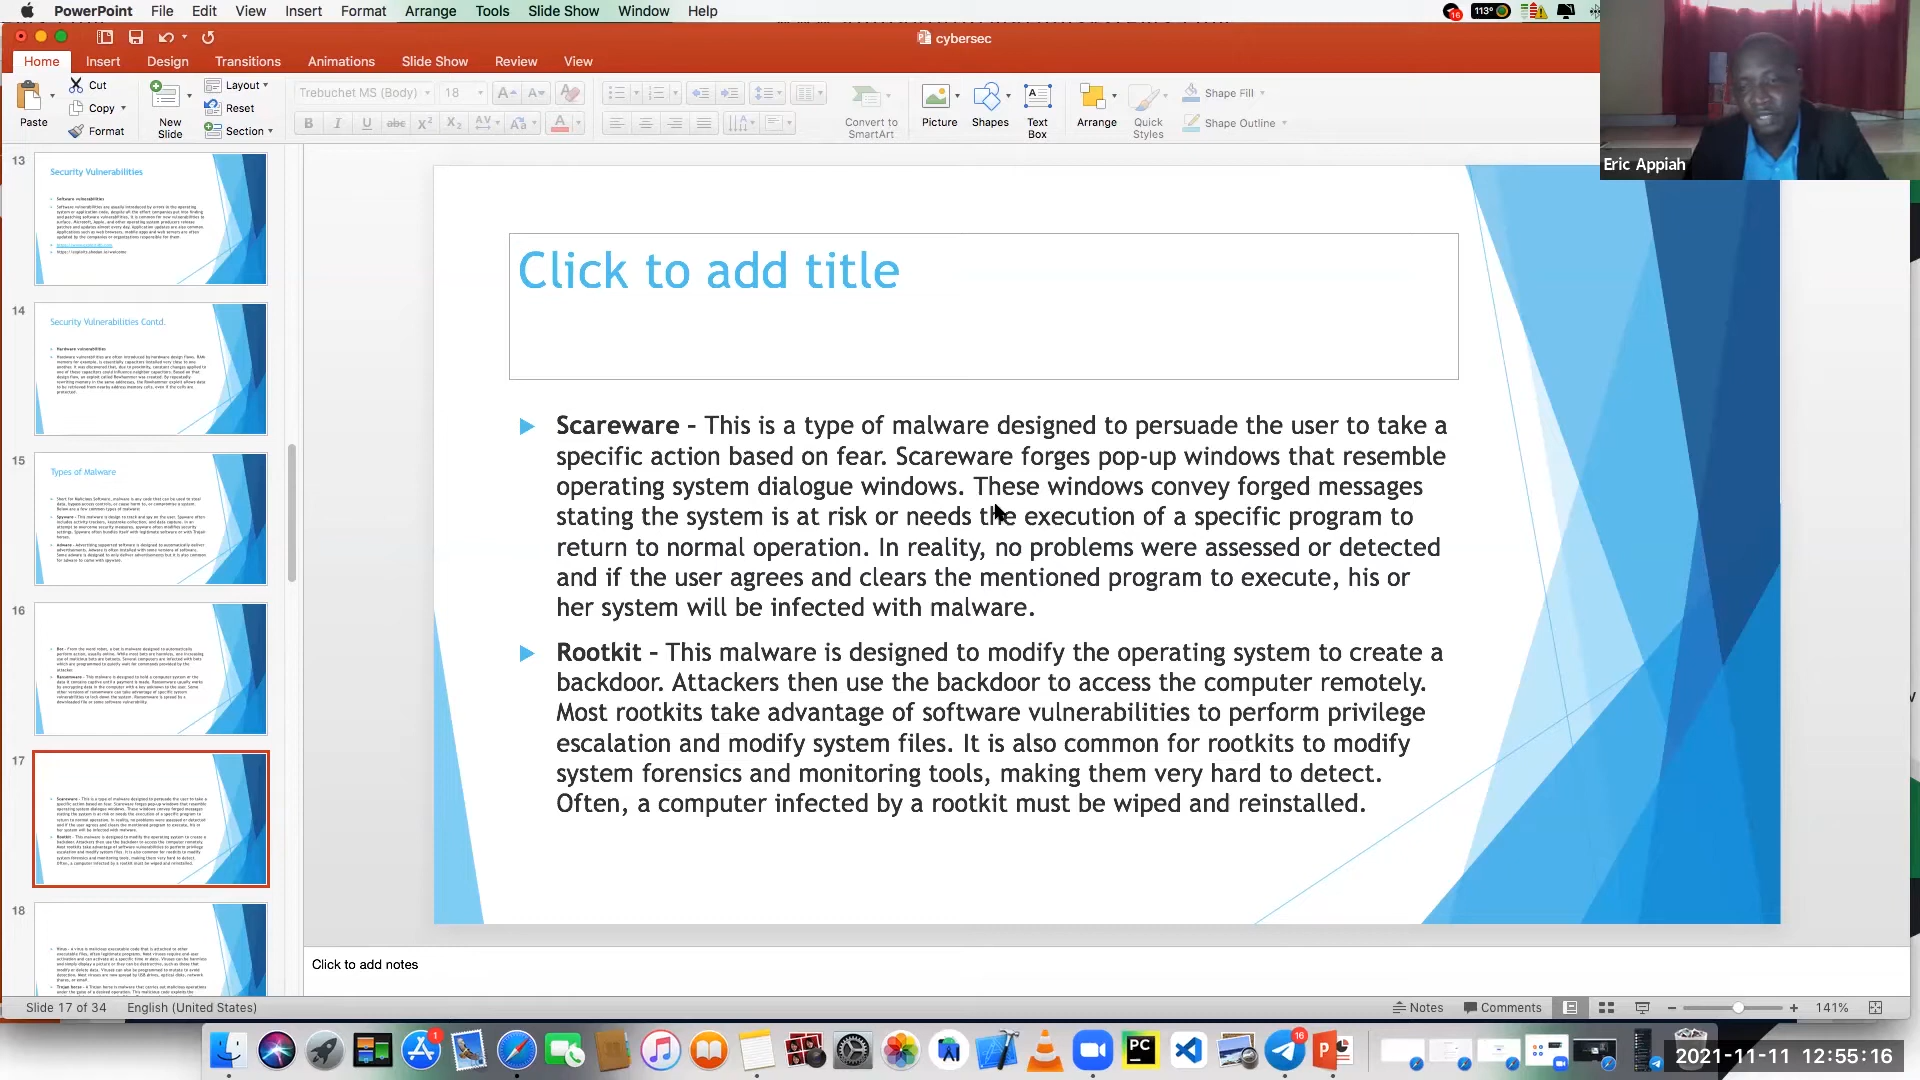 PowerPoint File Edit View Insert Format Arrange Tools Slide Show Window Help
16 113°
cybersec
Home Insert Design Transitions Animations Slide Show Review View
Paste
Cut
Copy
Format
New Slide
Layout
Reset
Section
Trebuchet MS (Body) 18
Convert to SmartArt
Picture
Shapes
Text Box
Arrange
Quick Styles
Shape Fill
Shape Outline
Eric Appiah
13
Security Vulnerabilities
Software vulnerabilities
14
Security Vulnerabilities Contd.
Hardware vulnerabilities
15
Types of Malware
16
17
18
Click to add title
Scareware – This is a type of malware designed to persuade the user to take a
specific action based on fear. Scareware forges pop-up windows that resemble
operating system dialogue windows. These windows convey forged messages
stating the system is at risk or needs the execution of a specific program to
return to normal operation. In reality, no problems were assessed or detected
and if the user agrees and clears the mentioned program to execute, his or
her system will be infected with malware.
Rootkit – This malware is designed to modify the operating system to create a
backdoor. Attackers then use the backdoor to access the computer remotely.
Most rootkits take advantage of software vulnerabilities to perform privilege
escalation and modify system files. It is also common for rootkits to modify
system forensics and monitoring tools, making them very hard to detect.
Often, a computer infected by a rootkit must be wiped and reinstalled.
Click to add notes
Slide 17 of 34 English (United States)
Notes Comments 141%
1
PC
16
2021-11-11 12:55:16